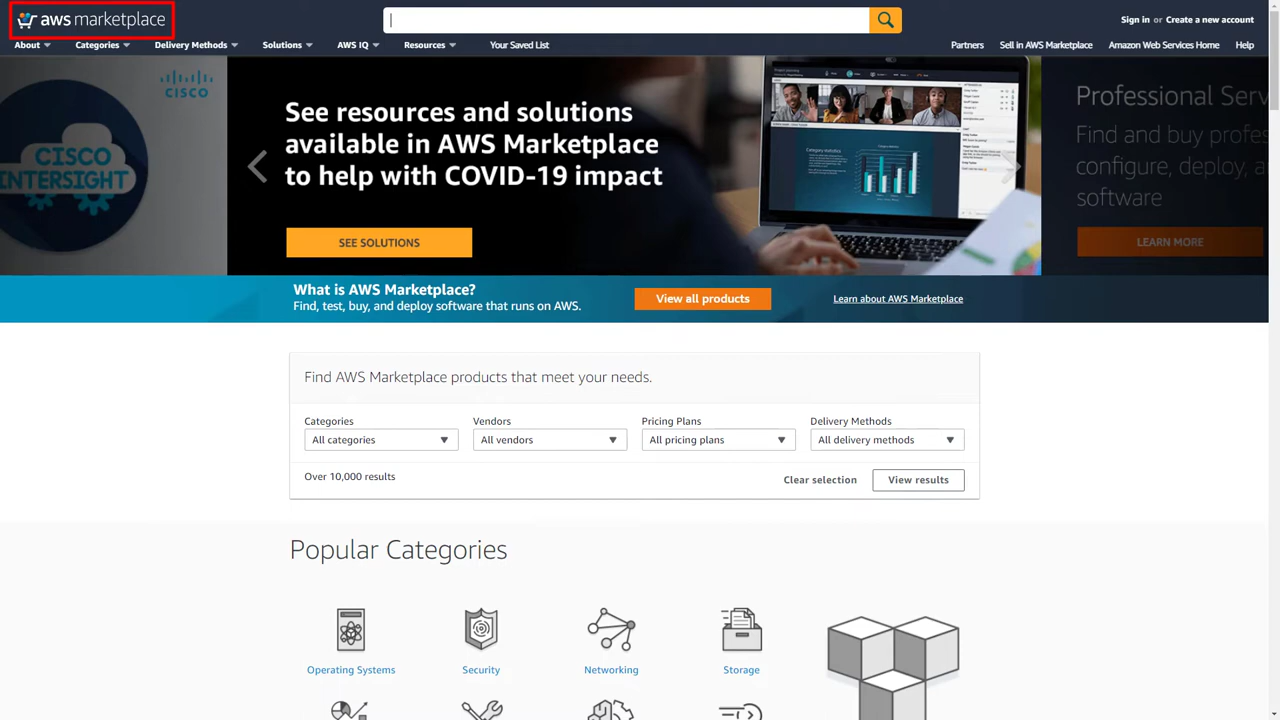 aws marketplace
Sign in or Create a new account
About
Categories
Delivery Methods
Solutions
AWS IQ
Resources
Your Saved List
Partners
Sell in AWS Marketplace
Amazon Web Services Home
Help
CISCO
CISCO
INTERSIGHT
See resources and solutions
available in AWS Marketplace
to help with COVID-19 impact
SEE SOLUTIONS
Professional Serv
Find and buy profes
configure, deploy, a
software
LEARN MORE
What is AWS Marketplace?
Find, test, buy, and deploy software that runs on AWS.
View all products
Learn about AWS Marketplace
Find AWS Marketplace products that meet your needs.
Categories
Vendors
Pricing Plans
Delivery Methods
All categories
All vendors
All pricing plans
All delivery methods
Over 10,000 results
Clear selection
View results
Popular Categories
Operating Systems
Security
Networking
Storage